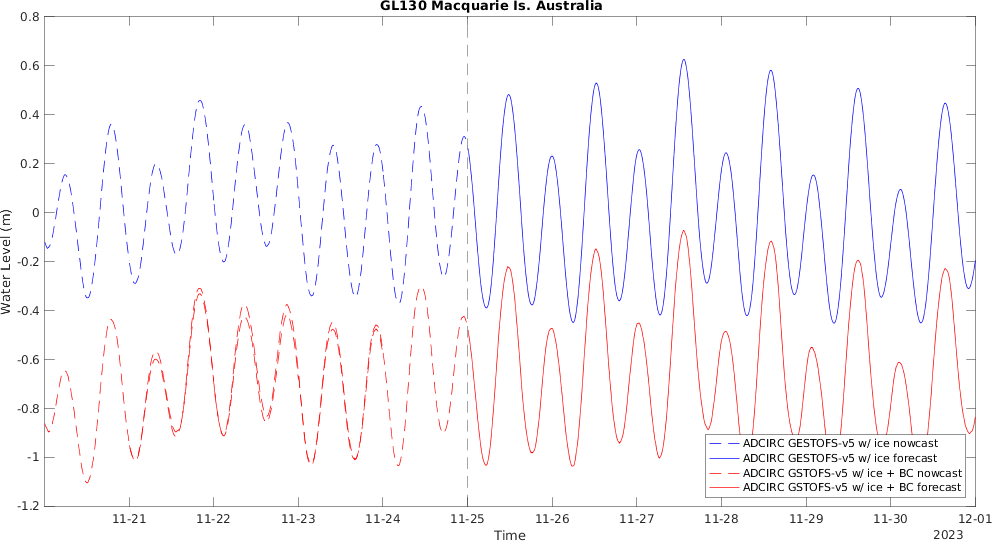 GL130 Macquarie Is. Australia
0.8
0.6
0.4
0.2
0
-0.2
-0.4
-0.6
-0.8
-1
-1.2
Water Level (m)
ADCIRC GESTOFS-v5 w/ ice nowcast
ADCIRC GESTOFS-v5 w/ ice forecast
ADCIRC GSTOFS-v5 w/ ice + BC nowcast
ADCIRC GSTOFS-v5 w/ ice + BC forecast
11-21 11-22 11-23 11-24 11-25 11-26 11-27 11-28 11-29 11-30 12-01
Time
2023